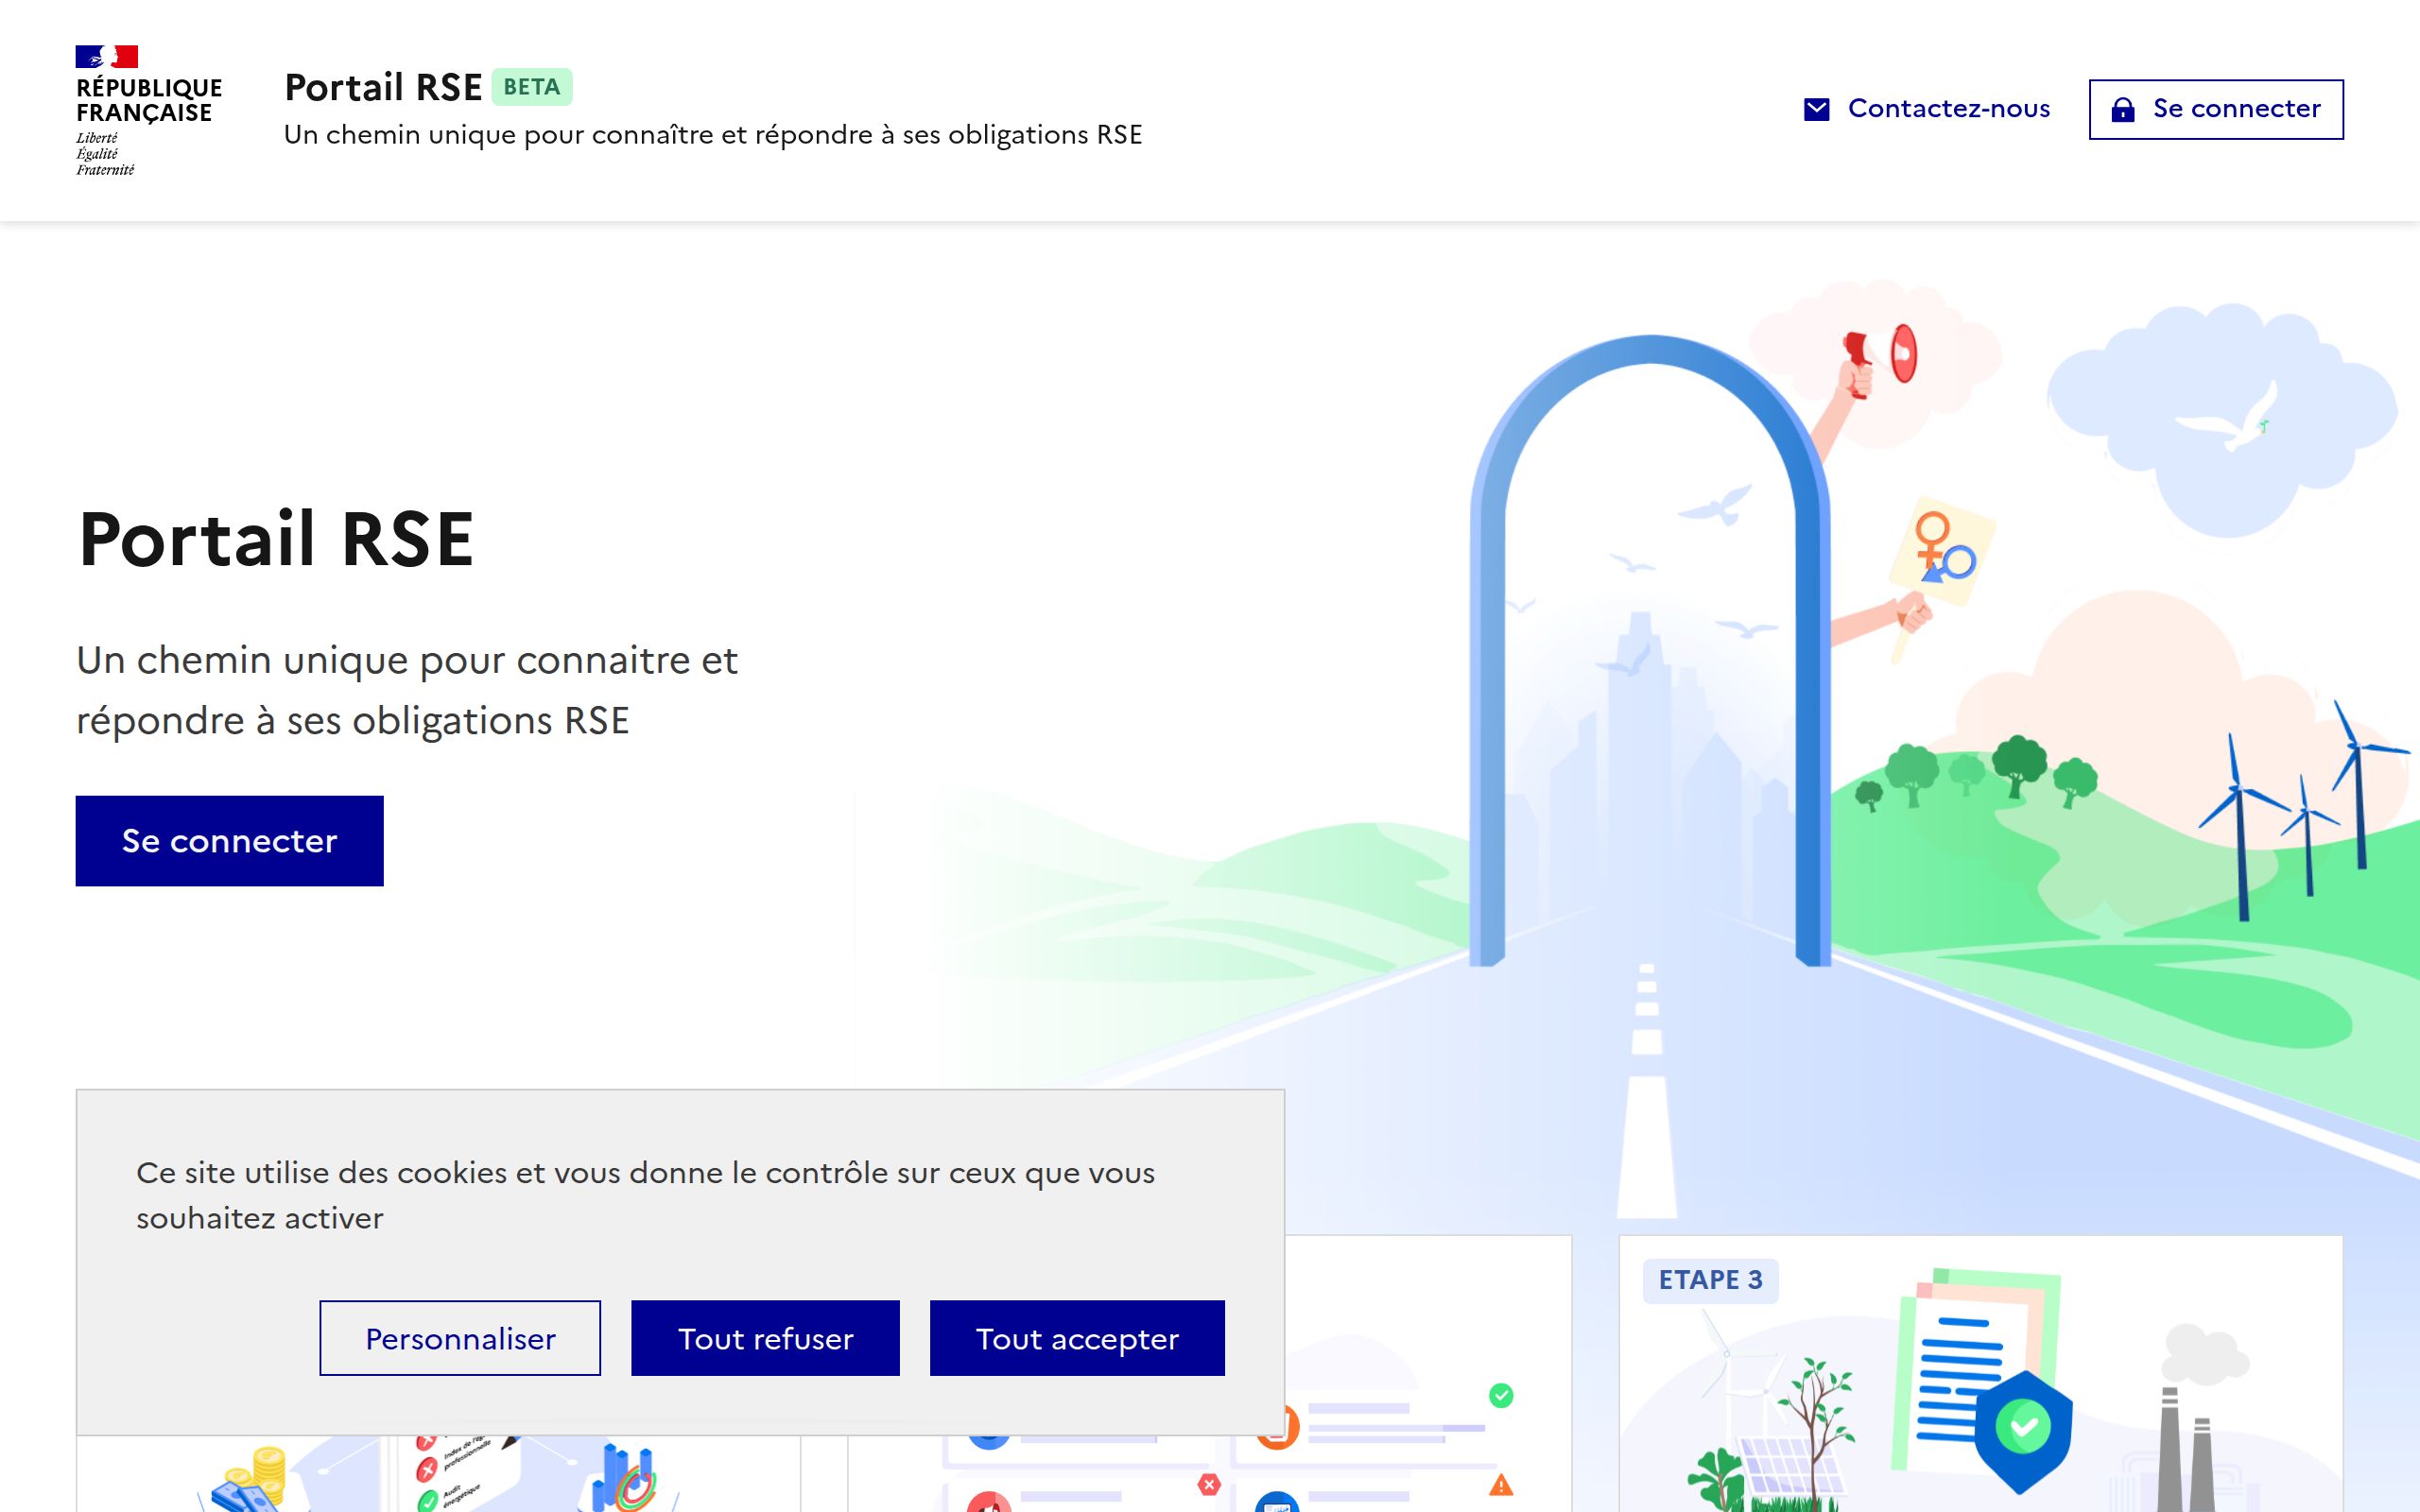 RÉPUBLIQUE
FRANÇAISE
Liberté
Égalité
Fraternité
Portail RSE BETA
Un chemin unique pour connaître et répondre à ses obligations RSE
Contactez-nous
Se connecter
Portail RSE
Un chemin unique pour connaitre et
répondre à ses obligations RSE
Se connecter
Ce site utilise des cookies et vous donne le contrôle sur ceux que vous
souhaitez activer
Personnaliser
Tout refuser
Tout accepter
ETAPE 3
professionnelle
Audit
énergétique